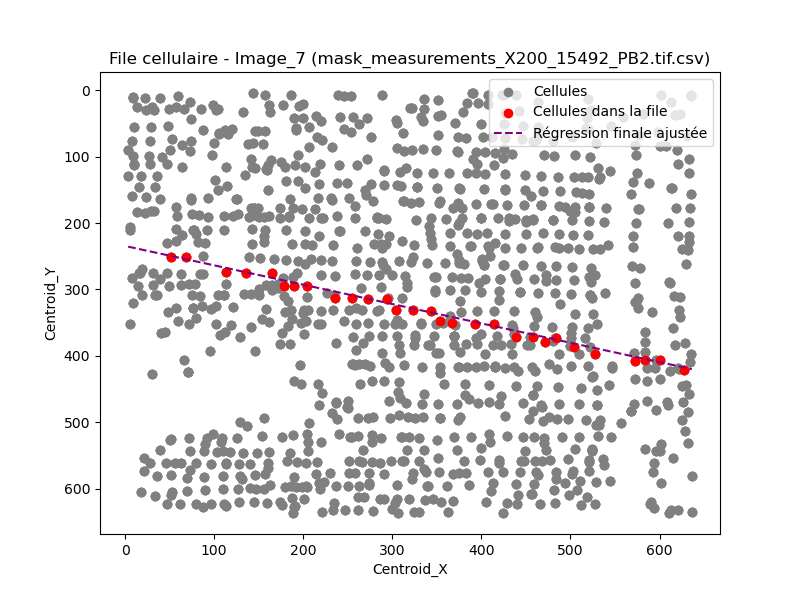 File cellulaire - Image_7 (mask_measurements_X200_15492_PB2.tif.csv)
Cellules
Cellules dans la file
Régression finale ajustée
Centroid_Y
0
100
200
300
400
500
600
0 100 200 300 400 500 600
Centroid_X